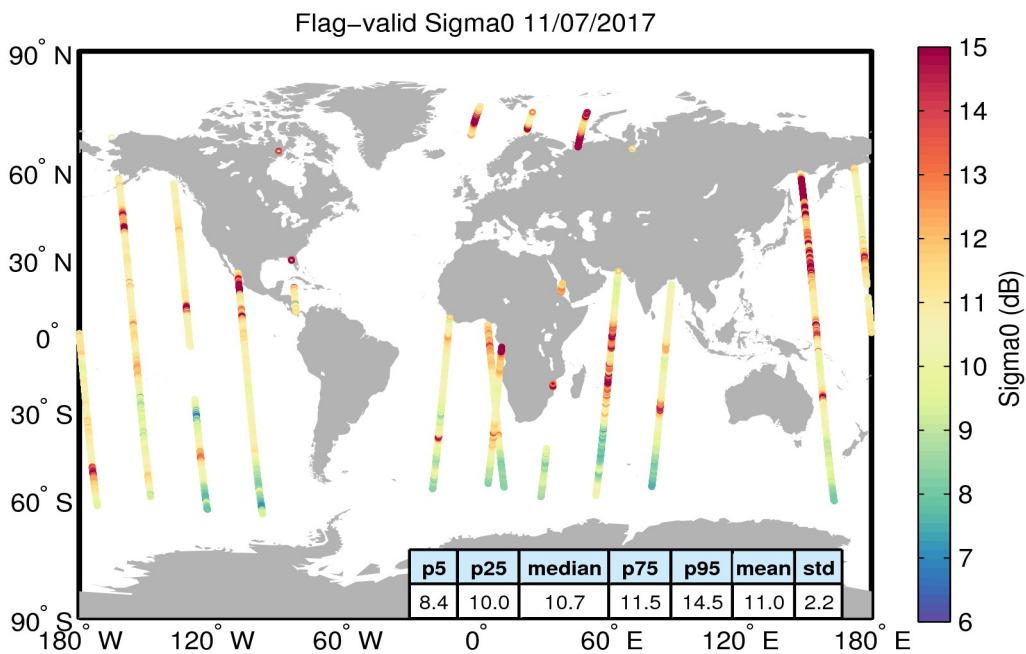 Flag−valid Sigma0 11/07/2017
90° N
60° N
30° N
0°
30° S
60° S
90° S
180° W
120° W
60° W
0°
60° E
120° E
180° E
15
14
13
12
11
10
9
8
7
6
Sigma0 (dB)
p5 p25 median p75 p95 mean std
8.4 10.0 10.7 11.5 14.5 11.0 2.2